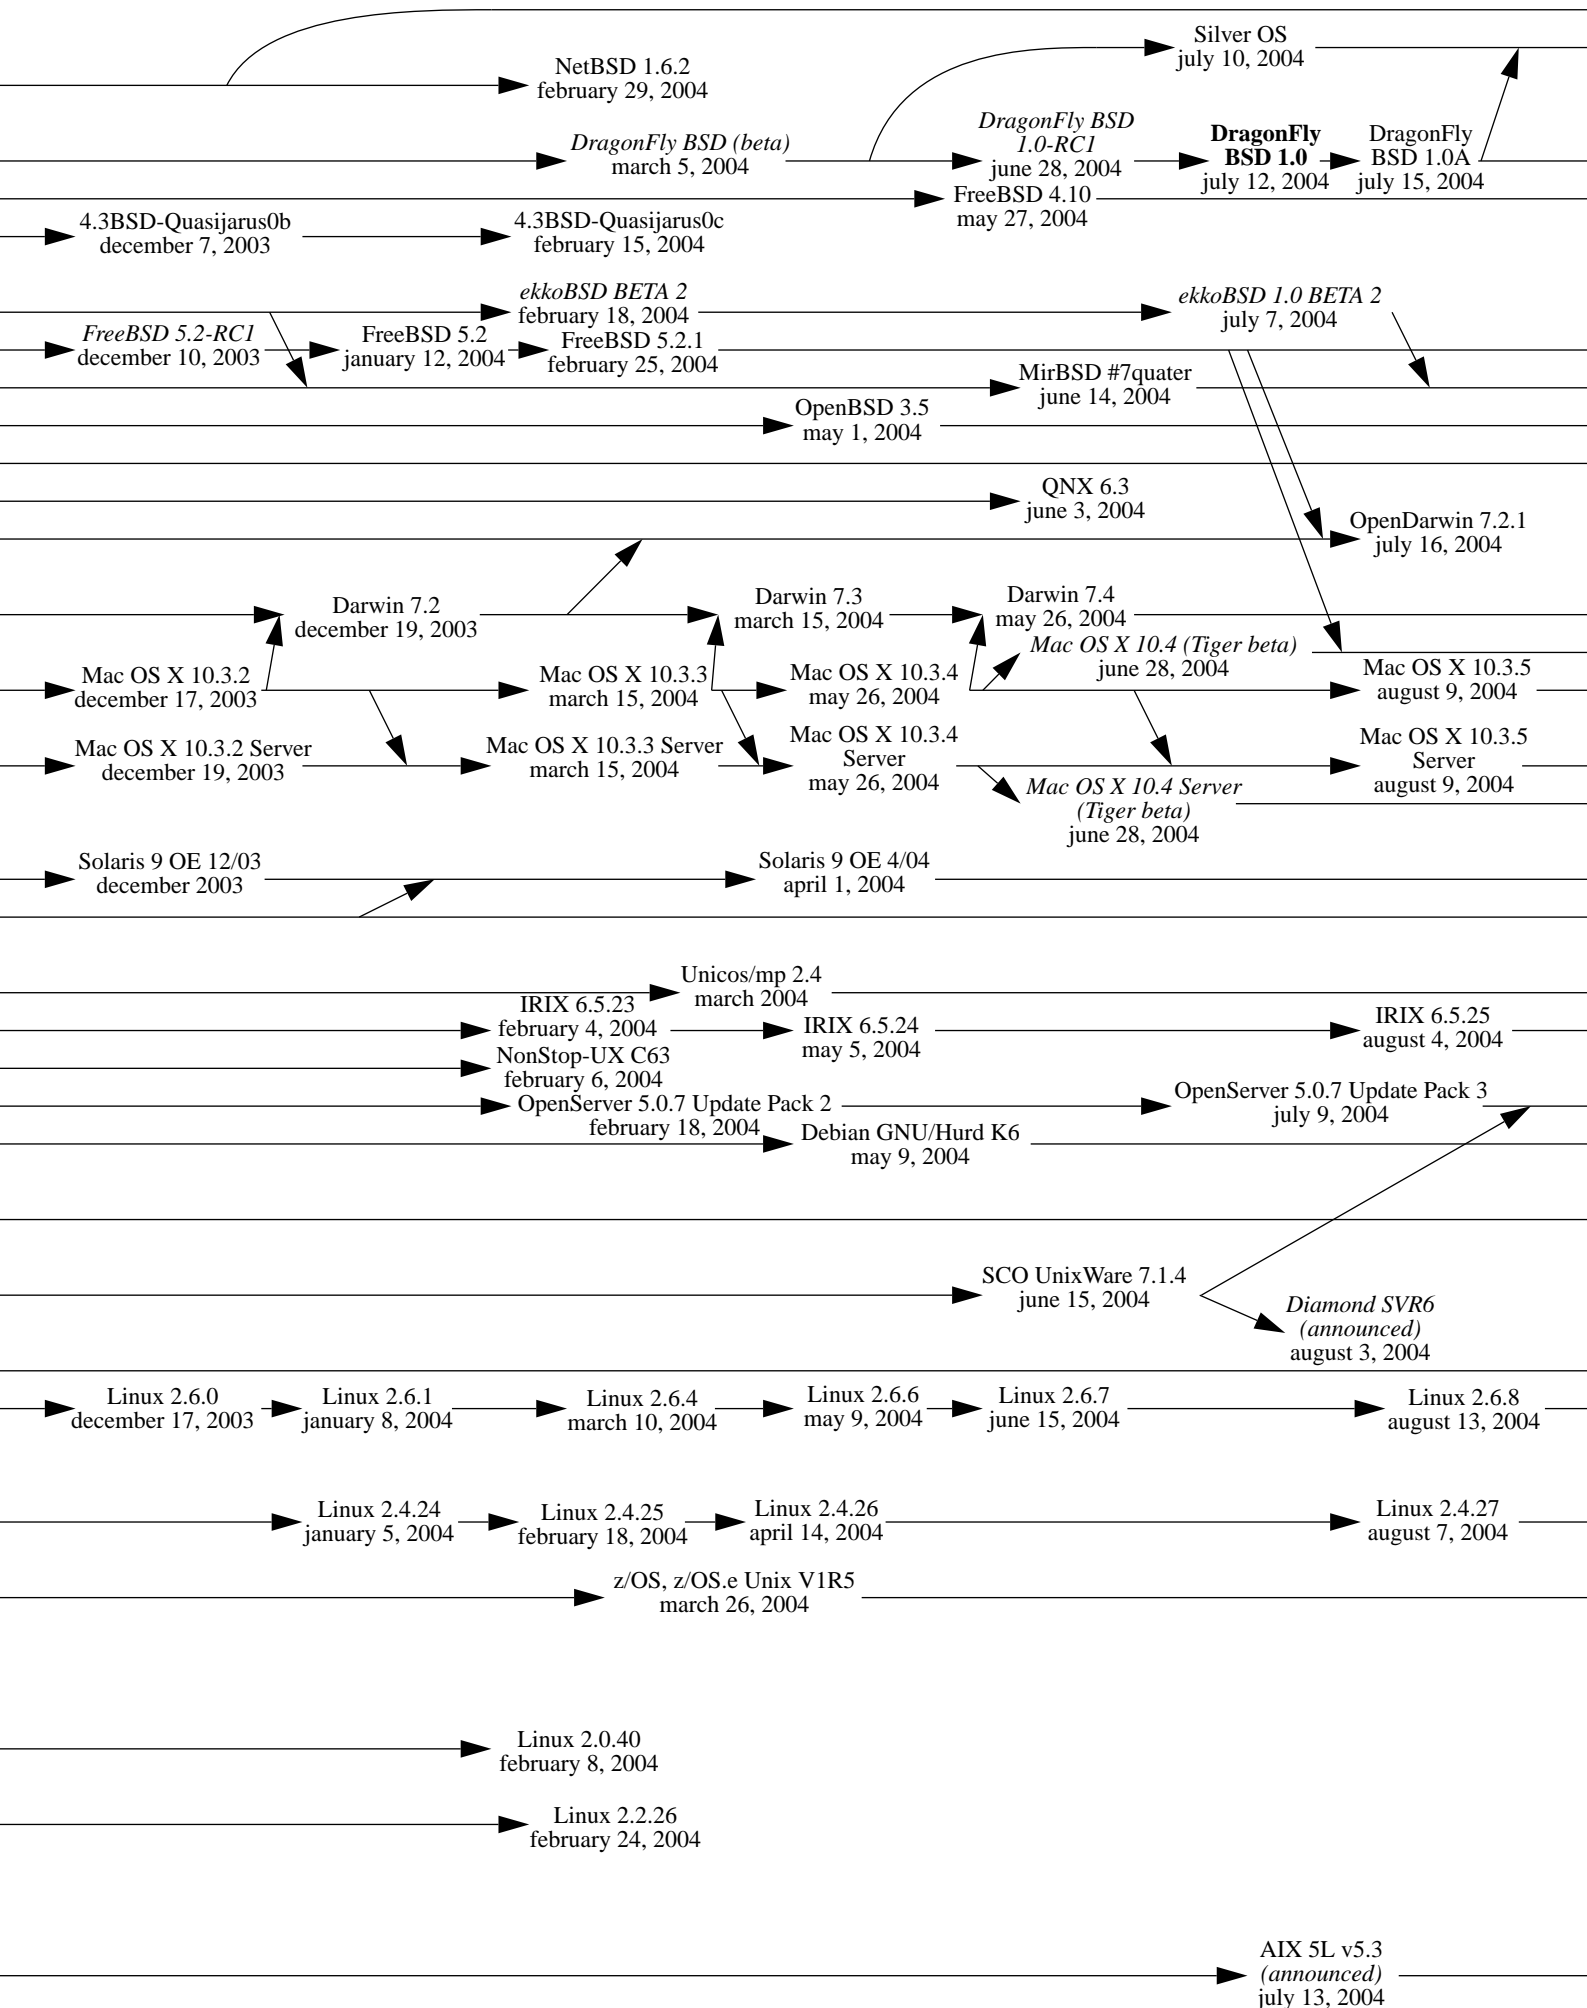 Silver OS
july 10, 2004
NetBSD 1.6.2
february 29, 2004
DragonFly BSD (beta)
march 5, 2004
DragonFly BSD
1.0-RC1
june 28, 2004
DragonFly
BSD 1.0
july 12, 2004
DragonFly
BSD 1.0A
july 15, 2004
FreeBSD 4.10
may 27, 2004
4.3BSD-Quasijarus0b
december 7, 2003
4.3BSD-Quasijarus0c
february 15, 2004
ekkoBSD BETA 2
february 18, 2004
ekkoBSD 1.0 BETA 2
july 7, 2004
FreeBSD 5.2-RC1
december 10, 2003
FreeBSD 5.2
january 12, 2004
FreeBSD 5.2.1
february 25, 2004
MirBSD #7quater
june 14, 2004
OpenBSD 3.5
may 1, 2004
QNX 6.3
june 3, 2004
OpenDarwin 7.2.1
july 16, 2004
Darwin 7.2
december 19, 2003
Darwin 7.3
march 15, 2004
Darwin 7.4
may 26, 2004
Mac OS X 10.4 (Tiger beta)
june 28, 2004
Mac OS X 10.3.2
december 17, 2003
Mac OS X 10.3.3
march 15, 2004
Mac OS X 10.3.4
may 26, 2004
Mac OS X 10.3.5
august 9, 2004
Mac OS X 10.3.2 Server
december 19, 2003
Mac OS X 10.3.3 Server
march 15, 2004
Mac OS X 10.3.4
Server
may 26, 2004
Mac OS X 10.3.5
Server
august 9, 2004
Mac OS X 10.4 Server
(Tiger beta)
june 28, 2004
Solaris 9 OE 12/03
december 2003
Solaris 9 OE 4/04
april 1, 2004
Unicos/mp 2.4
march 2004
IRIX 6.5.23
february 4, 2004
IRIX 6.5.24
may 5, 2004
IRIX 6.5.25
august 4, 2004
NonStop-UX C63
february 6, 2004
OpenServer 5.0.7 Update Pack 2
february 18, 2004
OpenServer 5.0.7 Update Pack 3
july 9, 2004
Debian GNU/Hurd K6
may 9, 2004
SCO UnixWare 7.1.4
june 15, 2004
Diamond SVR6
(announced)
august 3, 2004
Linux 2.6.0
december 17, 2003
Linux 2.6.1
january 8, 2004
Linux 2.6.4
march 10, 2004
Linux 2.6.6
may 9, 2004
Linux 2.6.7
june 15, 2004
Linux 2.6.8
august 13, 2004
Linux 2.4.24
january 5, 2004
Linux 2.4.25
february 18, 2004
Linux 2.4.26
april 14, 2004
Linux 2.4.27
august 7, 2004
z/OS, z/OS.e Unix V1R5
march 26, 2004
Linux 2.0.40
february 8, 2004
Linux 2.2.26
february 24, 2004
AIX 5L v5.3
(announced)
july 13, 2004